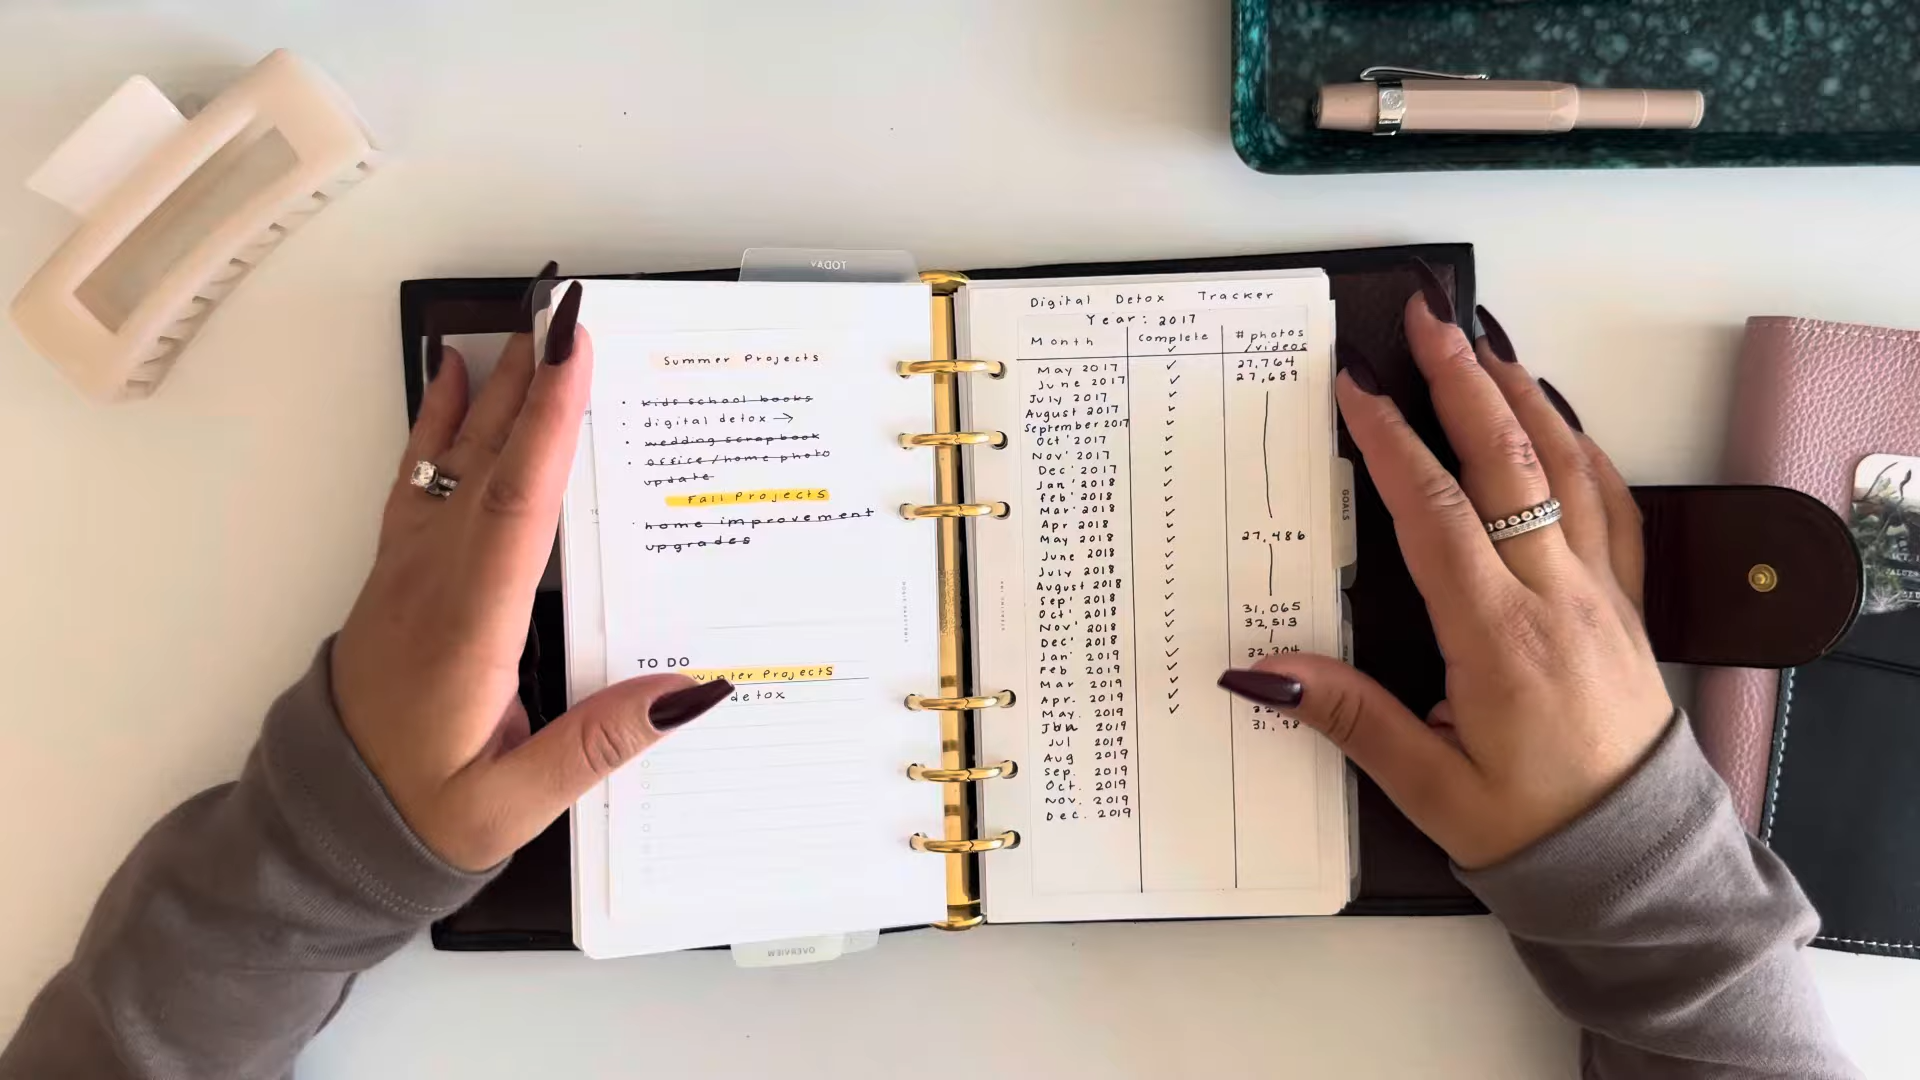 TODAY
Summer Projects
• kids school books
• digital detox →
• wedding scrapbook
• office/home photo
update
Fall Projects
• home improvement
upgrades
TO DO
Winter Projects
detox
OVERVIEW
Digital Detox Tracker
Year: 2017
Month Complete # photos
✓ /videos
May 2017 ✓ 27,764
June 2017 ✓ 27,689
July 2017 ✓
August 2017 ✓
September 2017 ✓
Oct' 2017 ✓
Nov' 2017 ✓
Dec' 2017 ✓
Jan' 2018 ✓
feb' 2018 ✓
Mar' 2018 ✓
Apr 2018 ✓
May 2018 ✓ 27,486
June 2018 ✓
July 2018 ✓
August 2018 ✓
Sep' 2018 ✓
Oct' 2018 ✓ 31,065
Nov' 2018 ✓ 32,513
Dec' 2018 ✓
Jan' 2019 ✓ 32,304
Feb 2019 ✓
Mar 2019 ✓
Apr. 2019 ✓
May. 2019 ✓
Jun 2019 31,98
Jul 2019
Aug 2019
Sep. 2019
Oct. 2019
Nov. 2019
Dec. 2019
GOALS